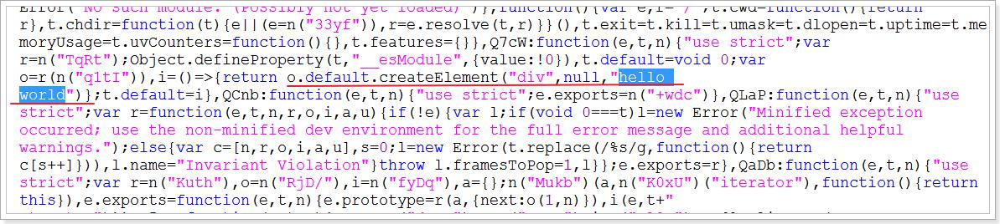 Error("No such module. (Possibly not yet loaded)")},function(){var e,r="/";t.cwd=function(){return
r},t.chdir=function(t){e||(e=n("33yf")),r=e.resolve(t,r)}}(),t.exit=t.kill=t.umask=t.dlopen=t.uptime=t.me
moryUsage=t.uvCounters=function(){},t.features={}},Q7cW:function(e,t,n){"use strict";var
r=n("TqRt");Object.defineProperty(t,"__esModule",{value:!0}),t.default=void 0;var
o=r(n("q1tI")),i=()=>{return o.default.createElement("div",null,"hello
world")};t.default=i},QCnb:function(e,t,n){"use strict";e.exports=n("+wdc")},QLaP:function(e,t,n){"use
strict";var r=function(e,t,n,r,o,i,a,u){if(!e){var l;if(void 0===t)l=new Error("Minified exception
occurred; use the non-minified dev environment for the full error message and additional helpful
warnings.");else{var c=[n,r,o,i,a,u],s=0;l=new Error(t.replace(/%s/g,function(){return
c[s++]})),l.name="Invariant Violation"}throw l.framesToPop=1,l}};e.exports=r},QaDb:function(e,t,n){"use
strict";var r=n("Kuth"),o=n("RjD/"),i=n("fyDq"),a={};n("Mukb")(a,n("K0xU")("iterator"),function(){return
this}),e.exports=function(e,t,n){e.prototype=r(a,{next:o(1,n)}),i(e,t+"